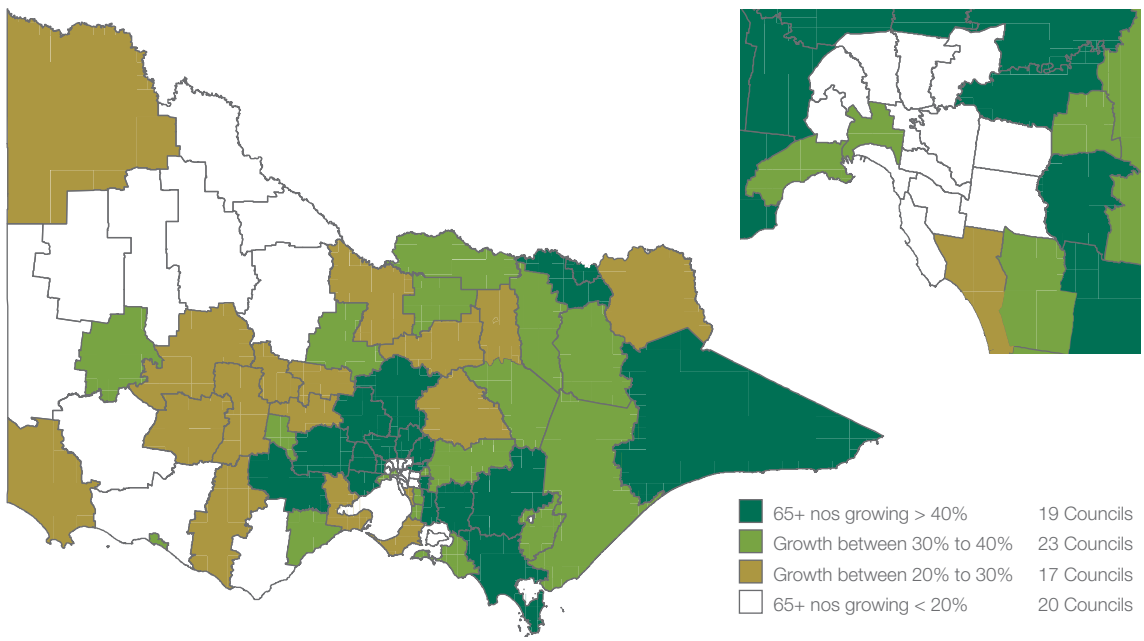 65+ nos growing > 40% 19 Councils
Growth between 30% to 40% 23 Councils
Growth between 20% to 30% 17 Councils
65+ nos growing < 20% 20 Councils